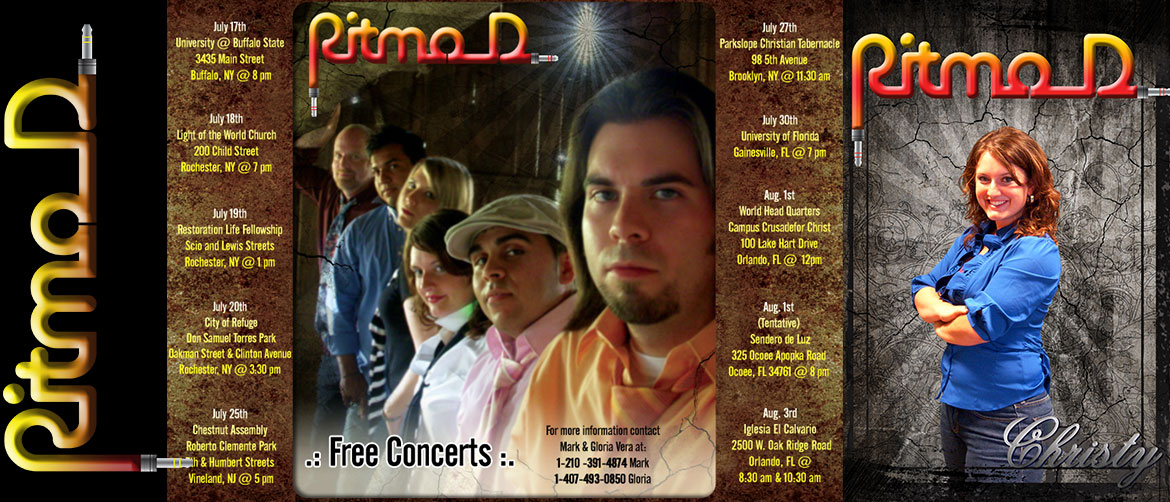 Ritmo D
July 17th
University @ Buffalo State
3435 Main Street
Buffalo, NY @ 8 pm
July 18th
Light of the World Church
200 Child Street
Rochester, NY @ 7 pm
July 19th
Restoration Life Fellowship
Scio and Lewis Streets
Rochester, NY @ 1 pm
July 20th
City of Refuge
Don Samuel Torres Park
Oakman Street & Clinton Avenue
Rochester, NY @ 3:30 pm
July 25th
Chestnut Assembly
Roberto Clemente Park
& Humbert Streets
Vineland, NJ @ 5 pm
Ritmo D
.: Free Concerts :.
For more information contact
Mark & Gloria Vera at:
1-210 -391-4874 Mark
1-407-493-0850 Gloria
July 27th
Parkslope Christian Tabernacle
98 5th Avenue
Brooklyn, NY @ 11:30 am
July 30th
University of Florida
Gainesville, FL @ 7 pm
Aug. 1st
World Head Quarters
Campus Crusadefor Christ
100 Lake Hart Drive
Orlando, FL @ 12pm
Aug. 1st
(Tentative)
Sendero de Luz
325 Ocoee Apopka Road
Ocoee, FL 34761 @ 8 pm
Aug. 3rd
Iglesia El Calvario
2500 W. Oak Ridge Road
Orlando, FL @
8:30 am & 10:30 am
Ritmo D
Christy